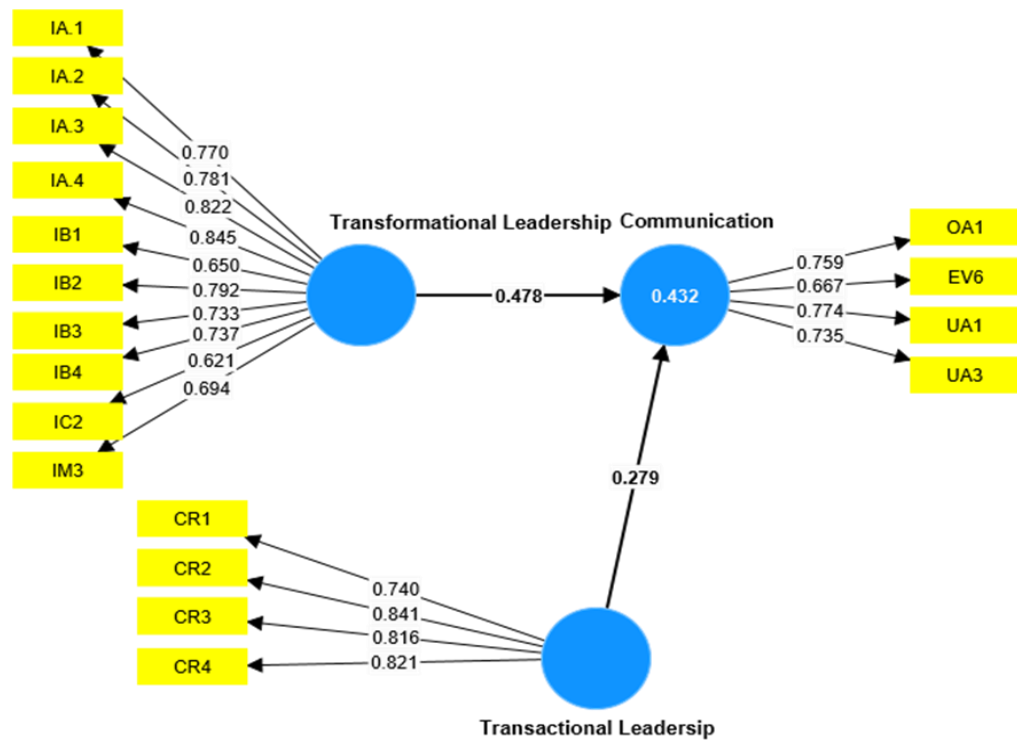 IA.1
IA.2
IA.3
IA.4
IB1
IB2
IB3
IB4
IC2
IM3
0.770
0.781
0.822
0.845
0.650
0.792
0.733
0.737
0.621
0.694
Transformational Leadership
Communication
0.478
0.432
0.759
0.667
0.774
0.735
OA1
EV6
UA1
UA3
0.279
CR1
CR2
CR3
CR4
0.740
0.841
0.816
0.821
Transactional Leadersip